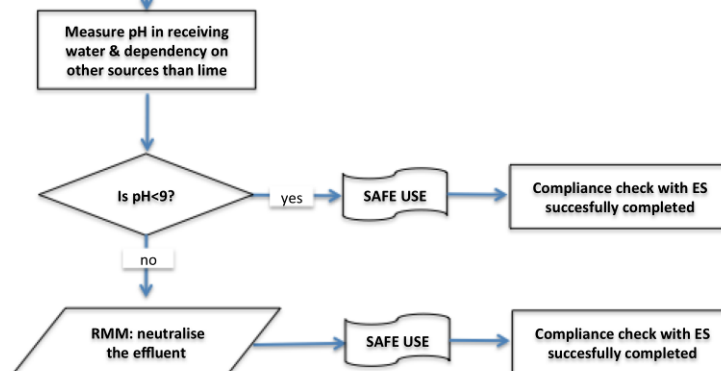 Measure pH in receiving
water & dependency on
other sources than lime
Is pH<9?
yes
SAFE USE
Compliance check with ES
succesfully completed
no
RMM: neutralise
the effluent
SAFE USE
Compliance check with ES
succesfully completed